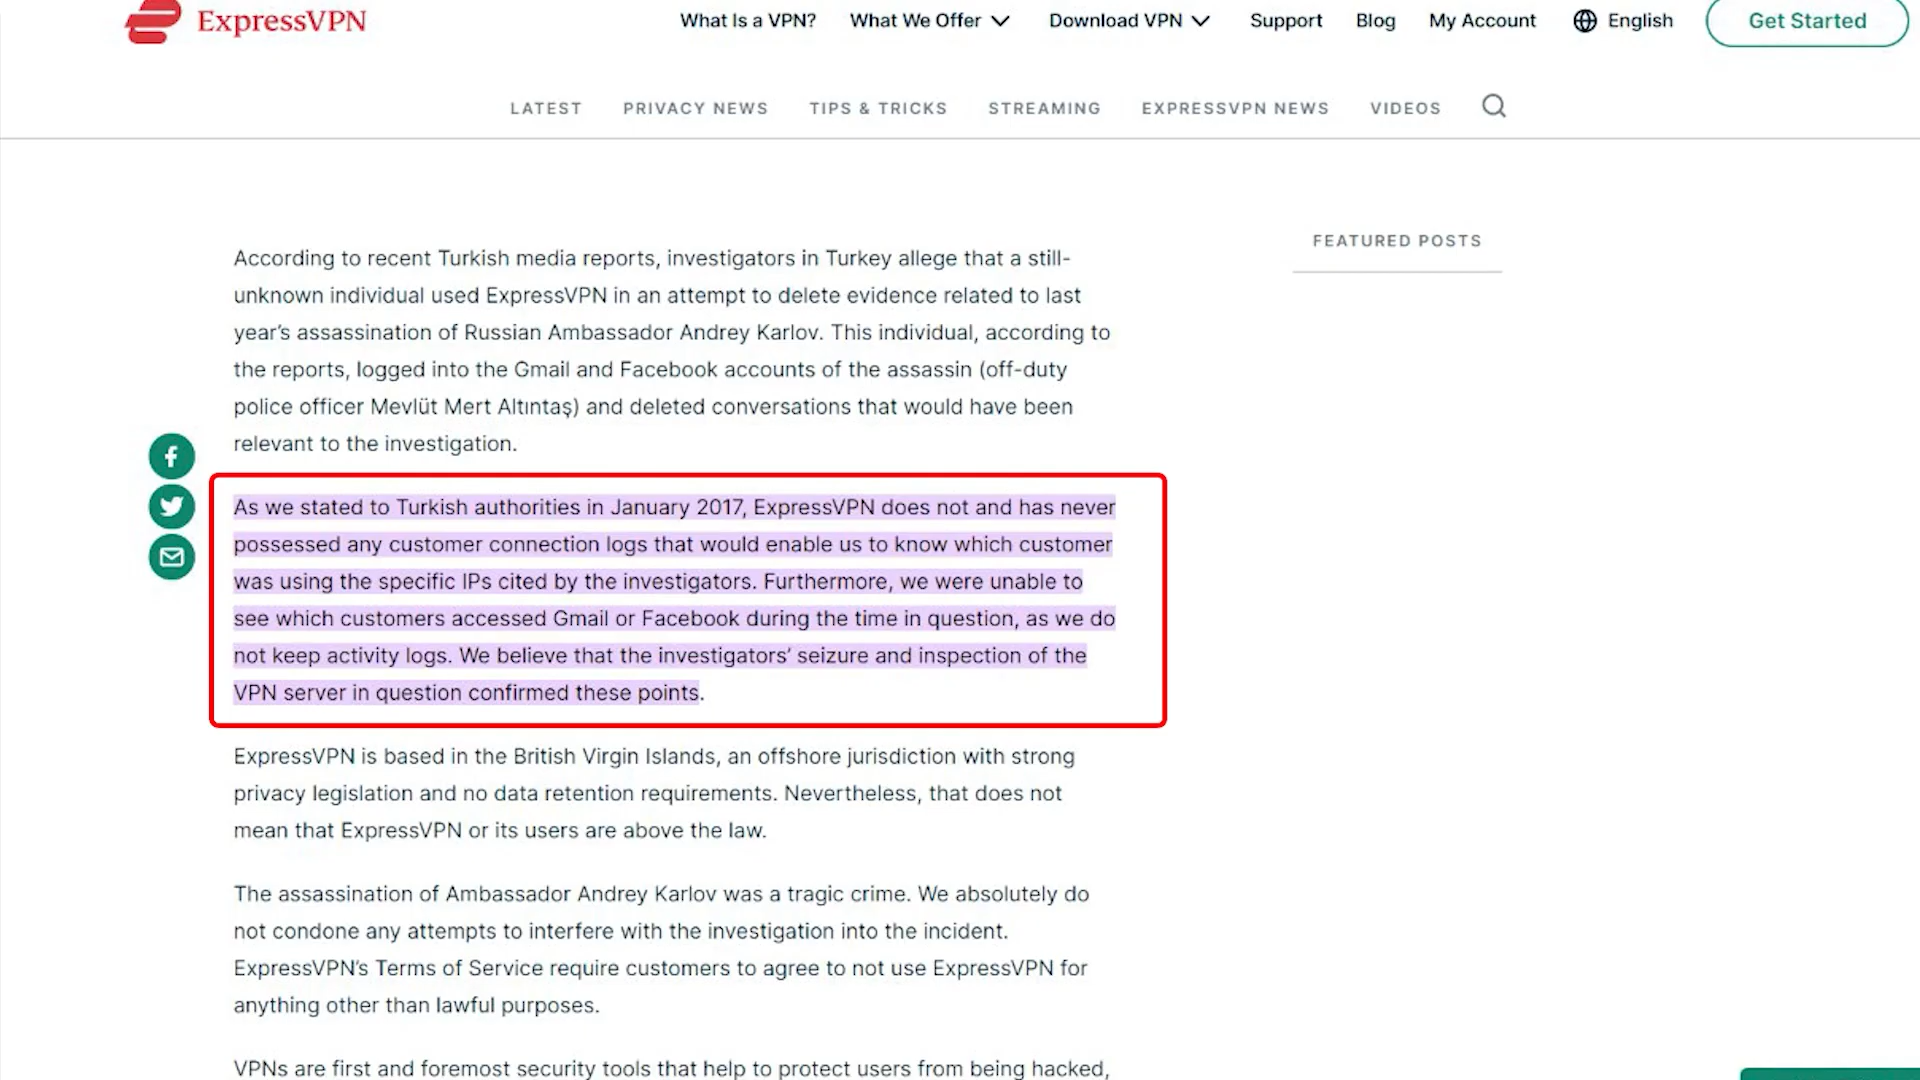 ExpressVPN
What Is a VPN? What We Offer Download VPN Support Blog My Account English Get Started
LATEST PRIVACY NEWS TIPS & TRICKS STREAMING EXPRESSVPN NEWS VIDEOS
FEATURED POSTS
According to recent Turkish media reports, investigators in Turkey allege that a still-
unknown individual used ExpressVPN in an attempt to delete evidence related to last
year’s assassination of Russian Ambassador Andrey Karlov. This individual, according to
the reports, logged into the Gmail and Facebook accounts of the assassin (off-duty
police officer Mevlüt Mert Altıntaş) and deleted conversations that would have been
relevant to the investigation.
As we stated to Turkish authorities in January 2017, ExpressVPN does not and has never
possessed any customer connection logs that would enable us to know which customer
was using the specific IPs cited by the investigators. Furthermore, we were unable to
see which customers accessed Gmail or Facebook during the time in question, as we do
not keep activity logs. We believe that the investigators’ seizure and inspection of the
VPN server in question confirmed these points.
ExpressVPN is based in the British Virgin Islands, an offshore jurisdiction with strong
privacy legislation and no data retention requirements. Nevertheless, that does not
mean that ExpressVPN or its users are above the law.
The assassination of Ambassador Andrey Karlov was a tragic crime. We absolutely do
not condone any attempts to interfere with the investigation into the incident.
ExpressVPN’s Terms of Service require customers to agree to not use ExpressVPN for
anything other than lawful purposes.
VPNs are first and foremost security tools that help to protect users from being hacked,